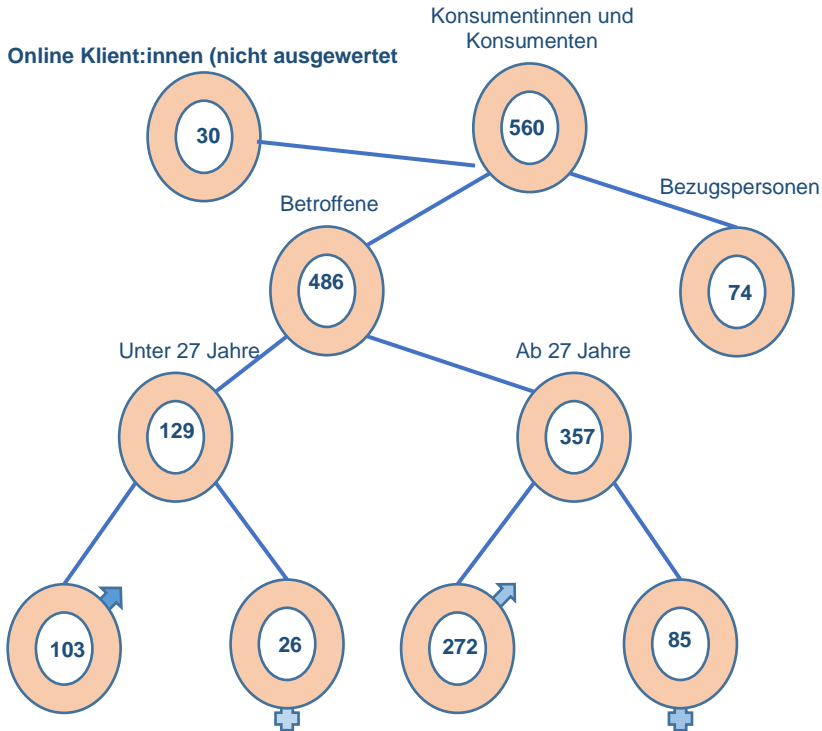 Konsumentinnen und
Konsumenten
Online Klient:innen (nicht ausgewertet
30
560
Bezugspersonen
Betroffene
486
74
Unter 27 Jahre
Ab 27 Jahre
129
357
103
26
272
85